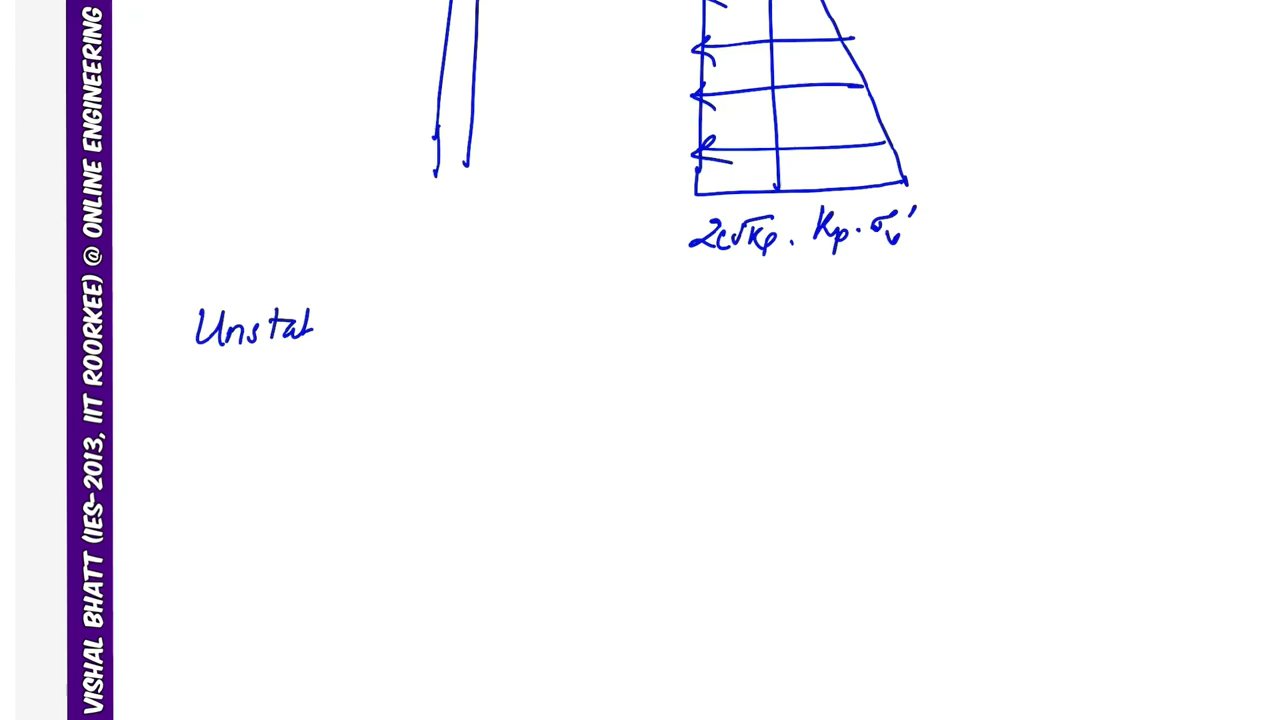 VISHAL BHATT (IES-2013, IIT ROORKEE) @ ONLINE ENGINEERING
2c√Kp . Kp . σv'
Unstab